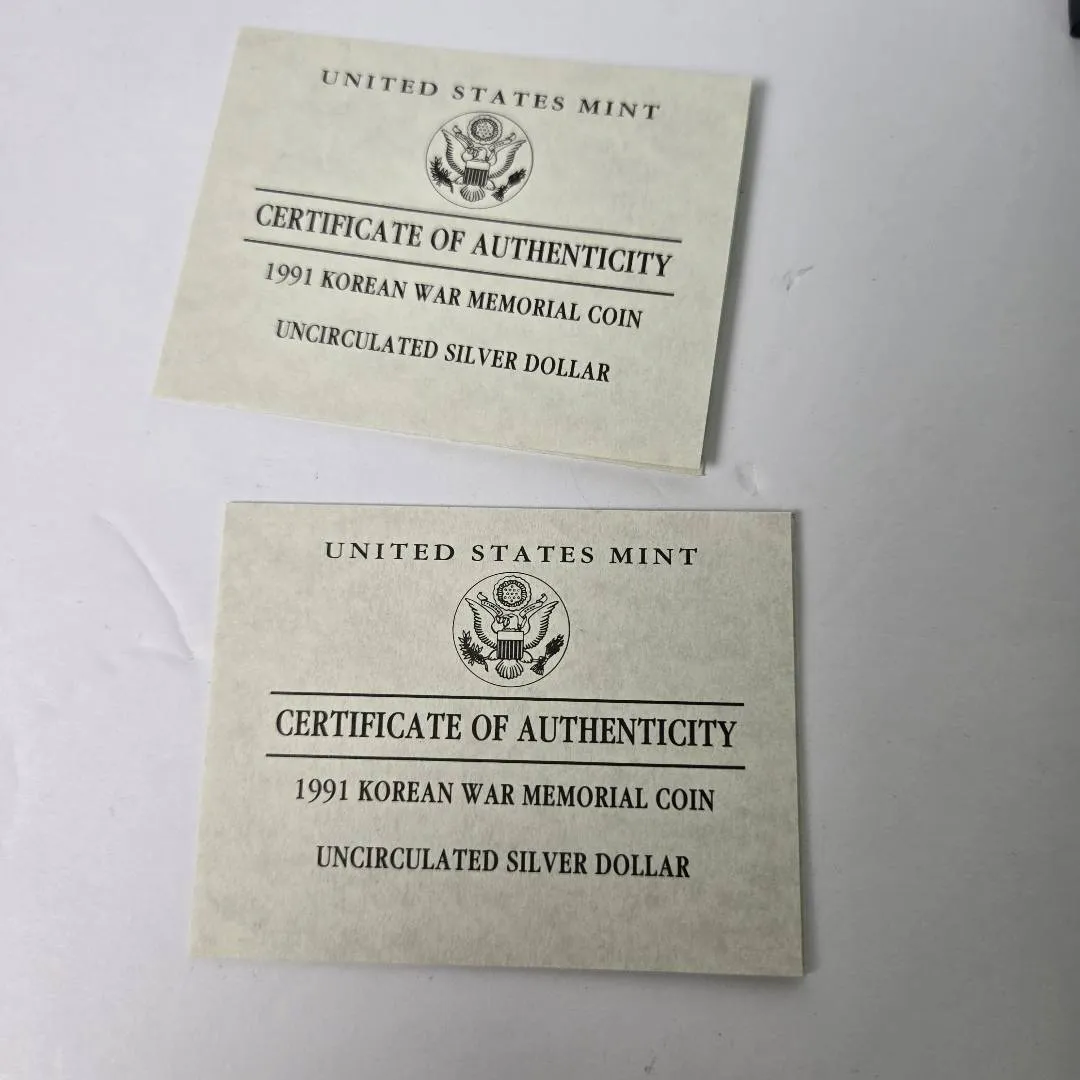 UNITED STATES MINT
CERTIFICATE OF AUTHENTICITY
1991 KOREAN WAR MEMORIAL COIN
UNCIRCULATED SILVER DOLLAR
UNITED STATES MINT
CERTIFICATE OF AUTHENTICITY
1991 KOREAN WAR MEMORIAL COIN
UNCIRCULATED SILVER DOLLAR